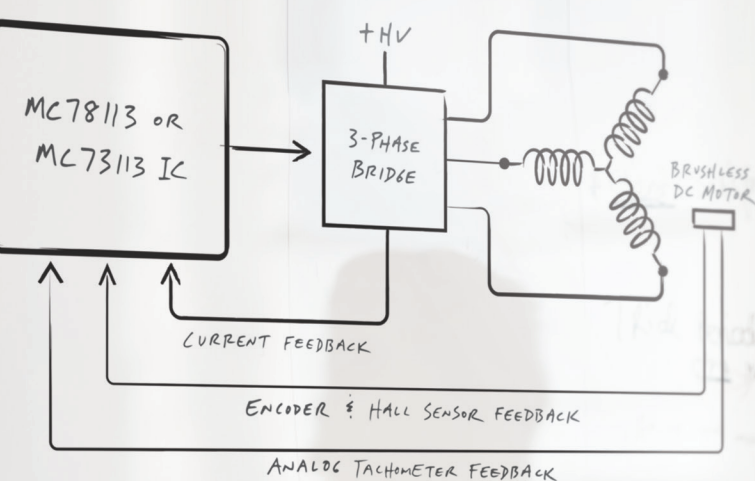 +HV
MC78113 OR
MC73113 IC
3-PHASE
BRIDGE
BRUSHLESS
DC MOTOR
CURRENT FEEDBACK
ENCODER & HALL SENSOR FEEDBACK
ANALOG TACHOMETER FEEDBACK